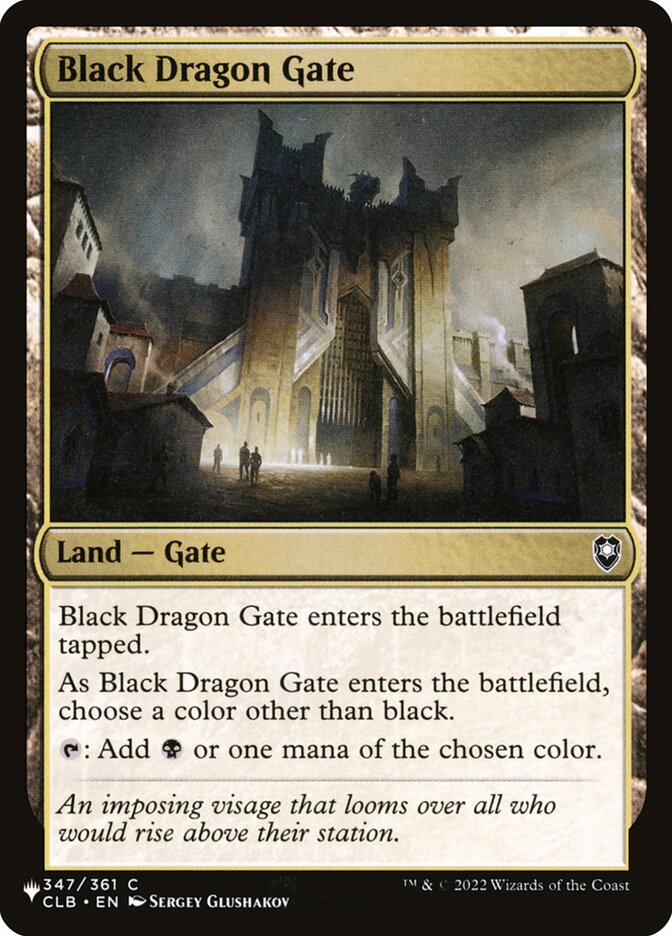 Black Dragon Gate
Land — Gate
Black Dragon Gate enters the battlefield
tapped.
As Black Dragon Gate enters the battlefield,
choose a color other than black.
: Add or one mana of the chosen color.
An imposing visage that looms over all who
would rise above their station.
347/361 C
™ & © 2022 Wizards of the Coast
CLB • EN Sergey Glushakov